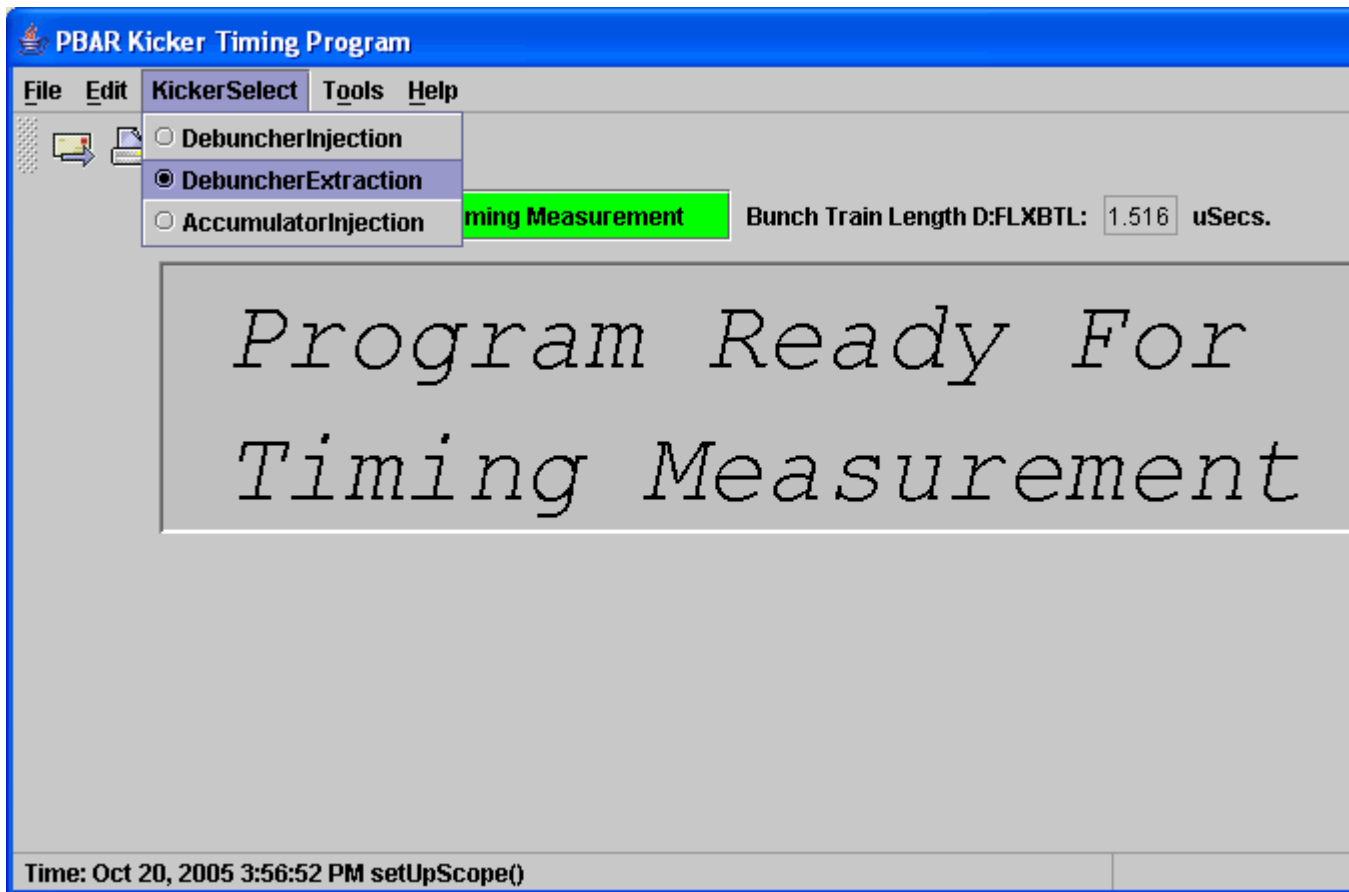 PBAR Kicker Timing Program
File Edit KickerSelect Tools Help
DebuncherInjection
DebuncherExtraction
AccumulatorInjection
Measurement Bunch Train Length D:FLXBTL: 1.516 uSecs.
Program Ready For
Timing Measurement
Time: Oct 20, 2005 3:56:52 PM setUpScope()